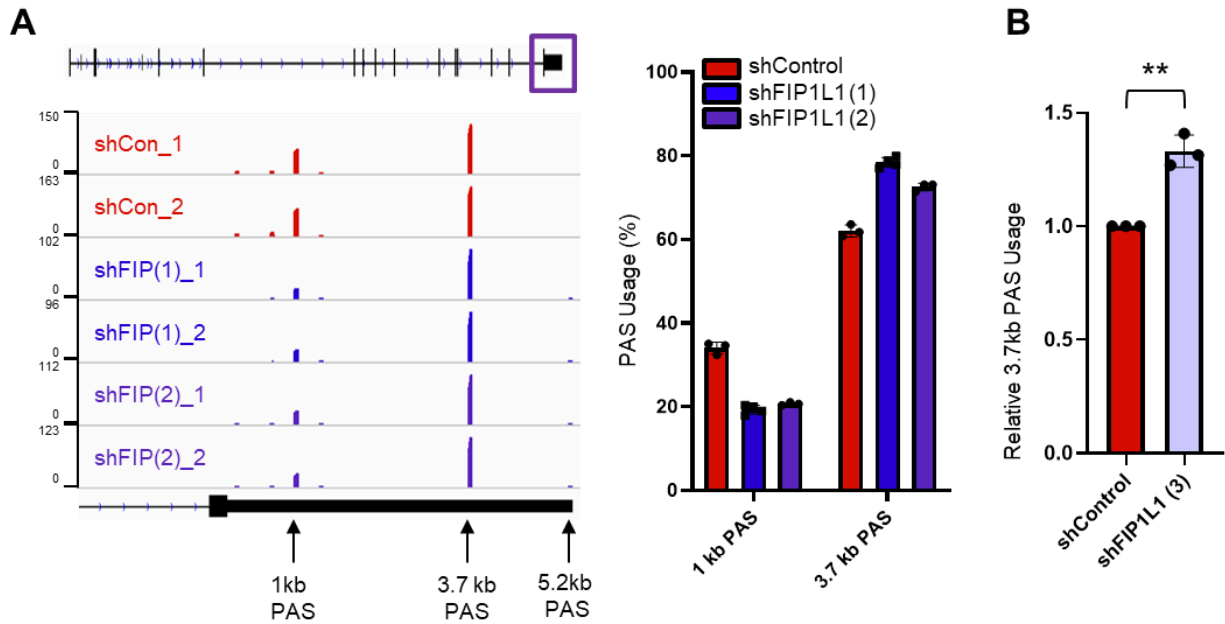 A
150
shCon_1
0
163
shCon_2
0
102
shFIP(1)_1
0
96
shFIP(1)_2
0
112
shFIP(2)_1
0
123
shFIP(2)_2
0
1kb
PAS
3.7 kb
PAS
5.2kb
PAS
shControl
shFIP1L1 (1)
shFIP1L1 (2)
PAS Usage (%)
100
80
60
40
20
0
1 kb PAS
3.7 kb PAS
B
**
Relative 3.7kb PAS Usage
1.5
1.0
0.5
0.0
shControl
shFIP1L1 (3)